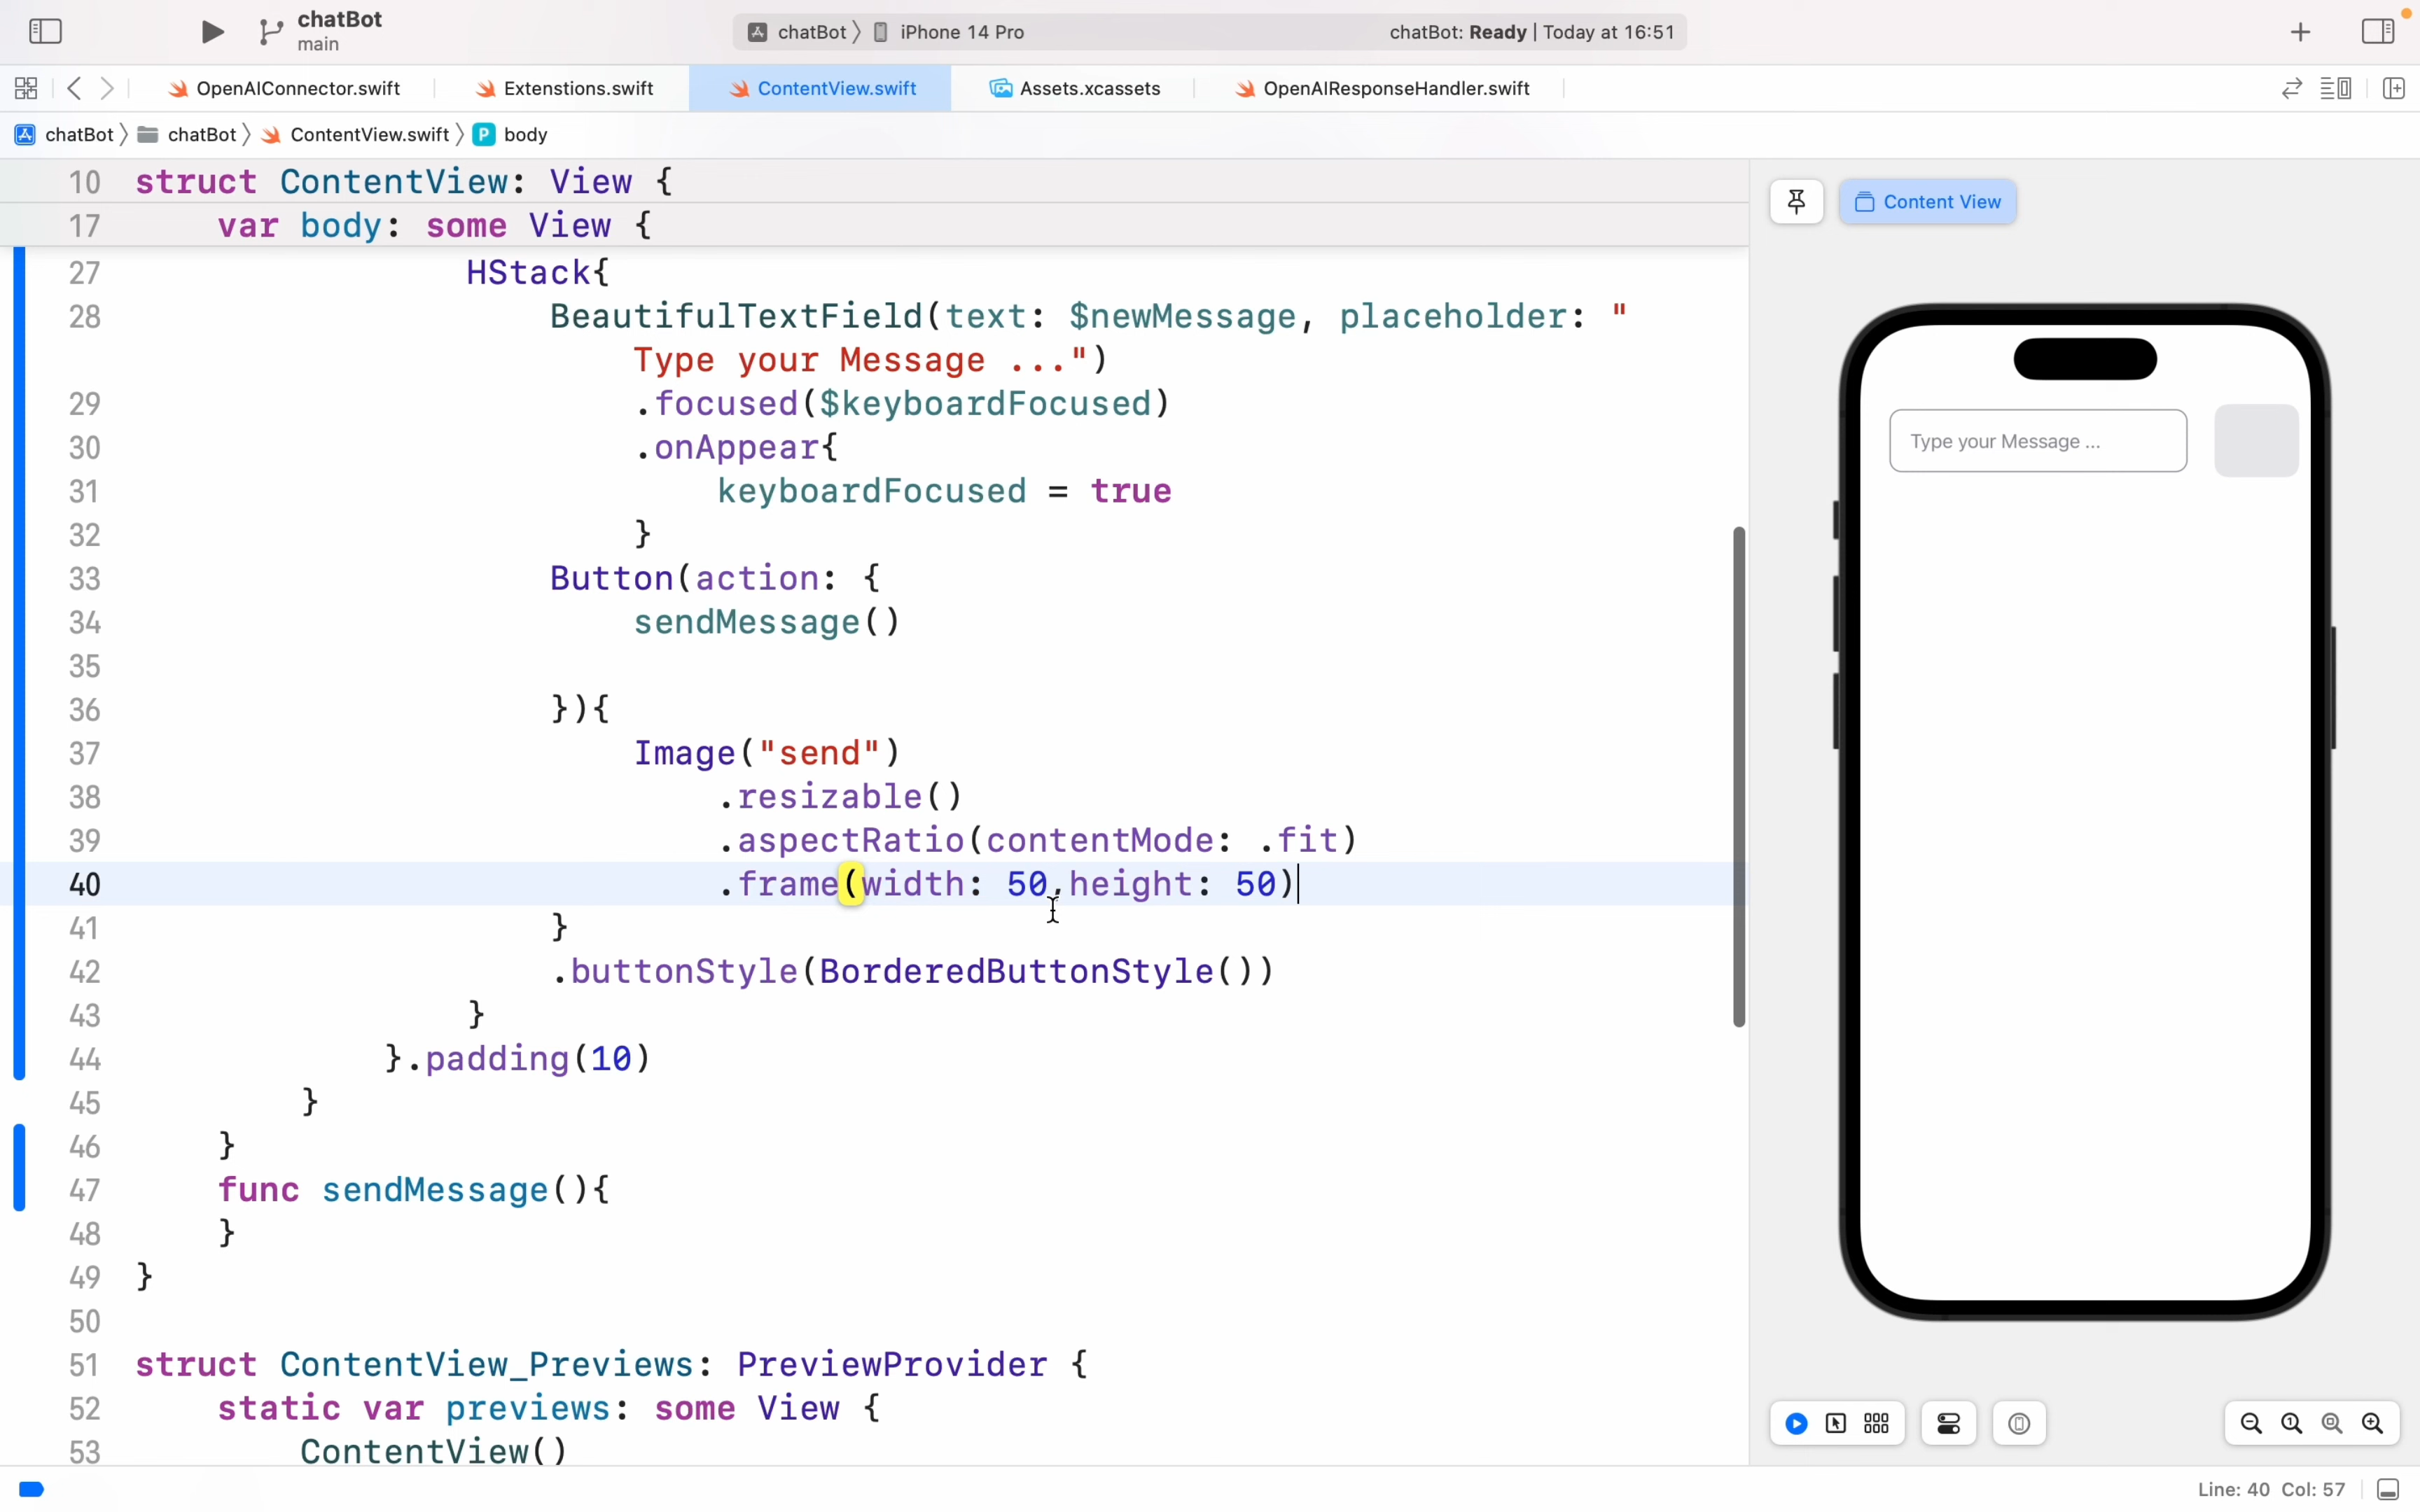 chatBot
main
chatBot 〉 iPhone 14 Pro
chatBot: Ready | Today at 16:51
OpenAIConnector.swift
Extenstions.swift
ContentView.swift
Assets.xcassets
OpenAIResponseHandler.swift
chatBot 〉 chatBot 〉 ContentView.swift 〉 P body
10 struct ContentView: View {
17 var body: some View {
27 HStack{
28 BeautifulTextField(text: $newMessage, placeholder: "
Type your Message ...")
29 .focused($keyboardFocused)
30 .onAppear{
31 keyboardFocused = true
32 }
33 Button(action: {
34 sendMessage()
35
36 }){
37 Image("send")
38 .resizable()
39 .aspectRatio(contentMode: .fit)
40 .frame(width: 50,height: 50)
41 }
42 .buttonStyle(BorderedButtonStyle())
43 }
44 }.padding(10)
45 }
46 }
47 func sendMessage(){
48 }
49 }
50
51 struct ContentView_Previews: PreviewProvider {
52 static var previews: some View {
53 ContentView()
Content View
Type your Message ...
Line: 40 Col: 57